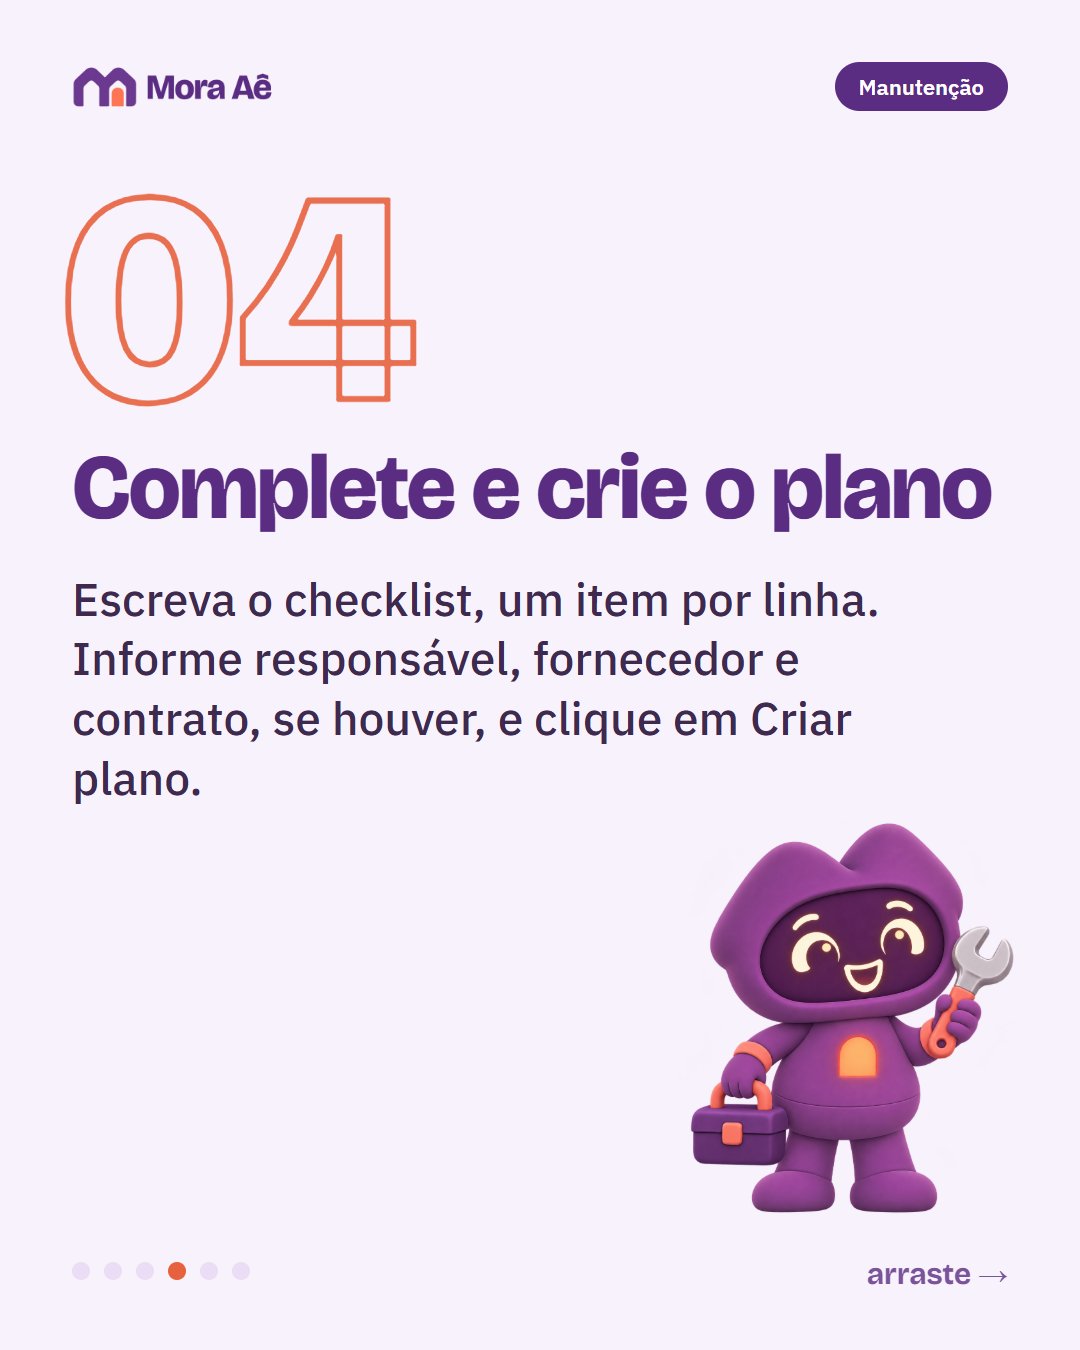 Mora Aê
Manutenção
04
Complete e crie o plano
Escreva o checklist, um item por linha.
Informe responsável, fornecedor e
contrato, se houver, e clique em Criar
plano.
arraste →